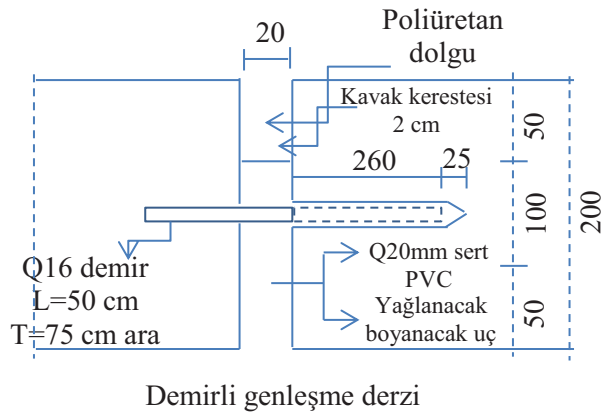 20
Poliüretan
dolgu
Kavak kerestesi
2 cm
260
25
50
100
200
50
Q16 demir
L=50 cm
T=75 cm ara
Q20mm sert
PVC
Yağlanacak
boyanacak uç
Demirli genleşme derzi